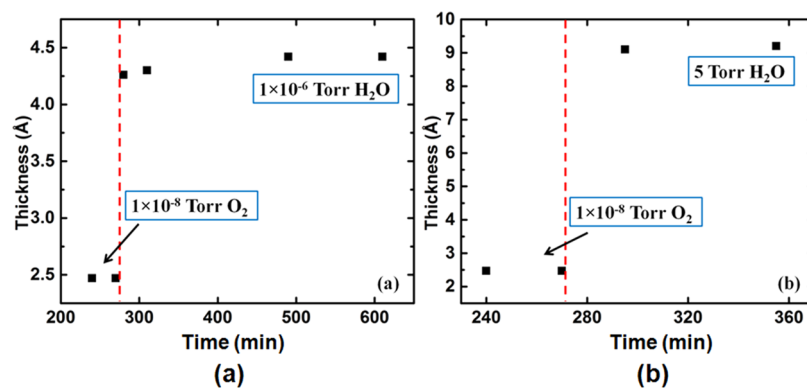 4.5
4.0
3.5
3.0
2.5
Thickness (Å)
1×10⁻⁶ Torr H₂O
1×10⁻⁸ Torr O₂
(a)
200 300 400 500 600
Time (min)
(a)
10
9
8
7
6
5
4
3
2
Thickness (Å)
5 Torr H₂O
1×10⁻⁸ Torr O₂
(b)
240 280 320 360
Time (min)
(b)